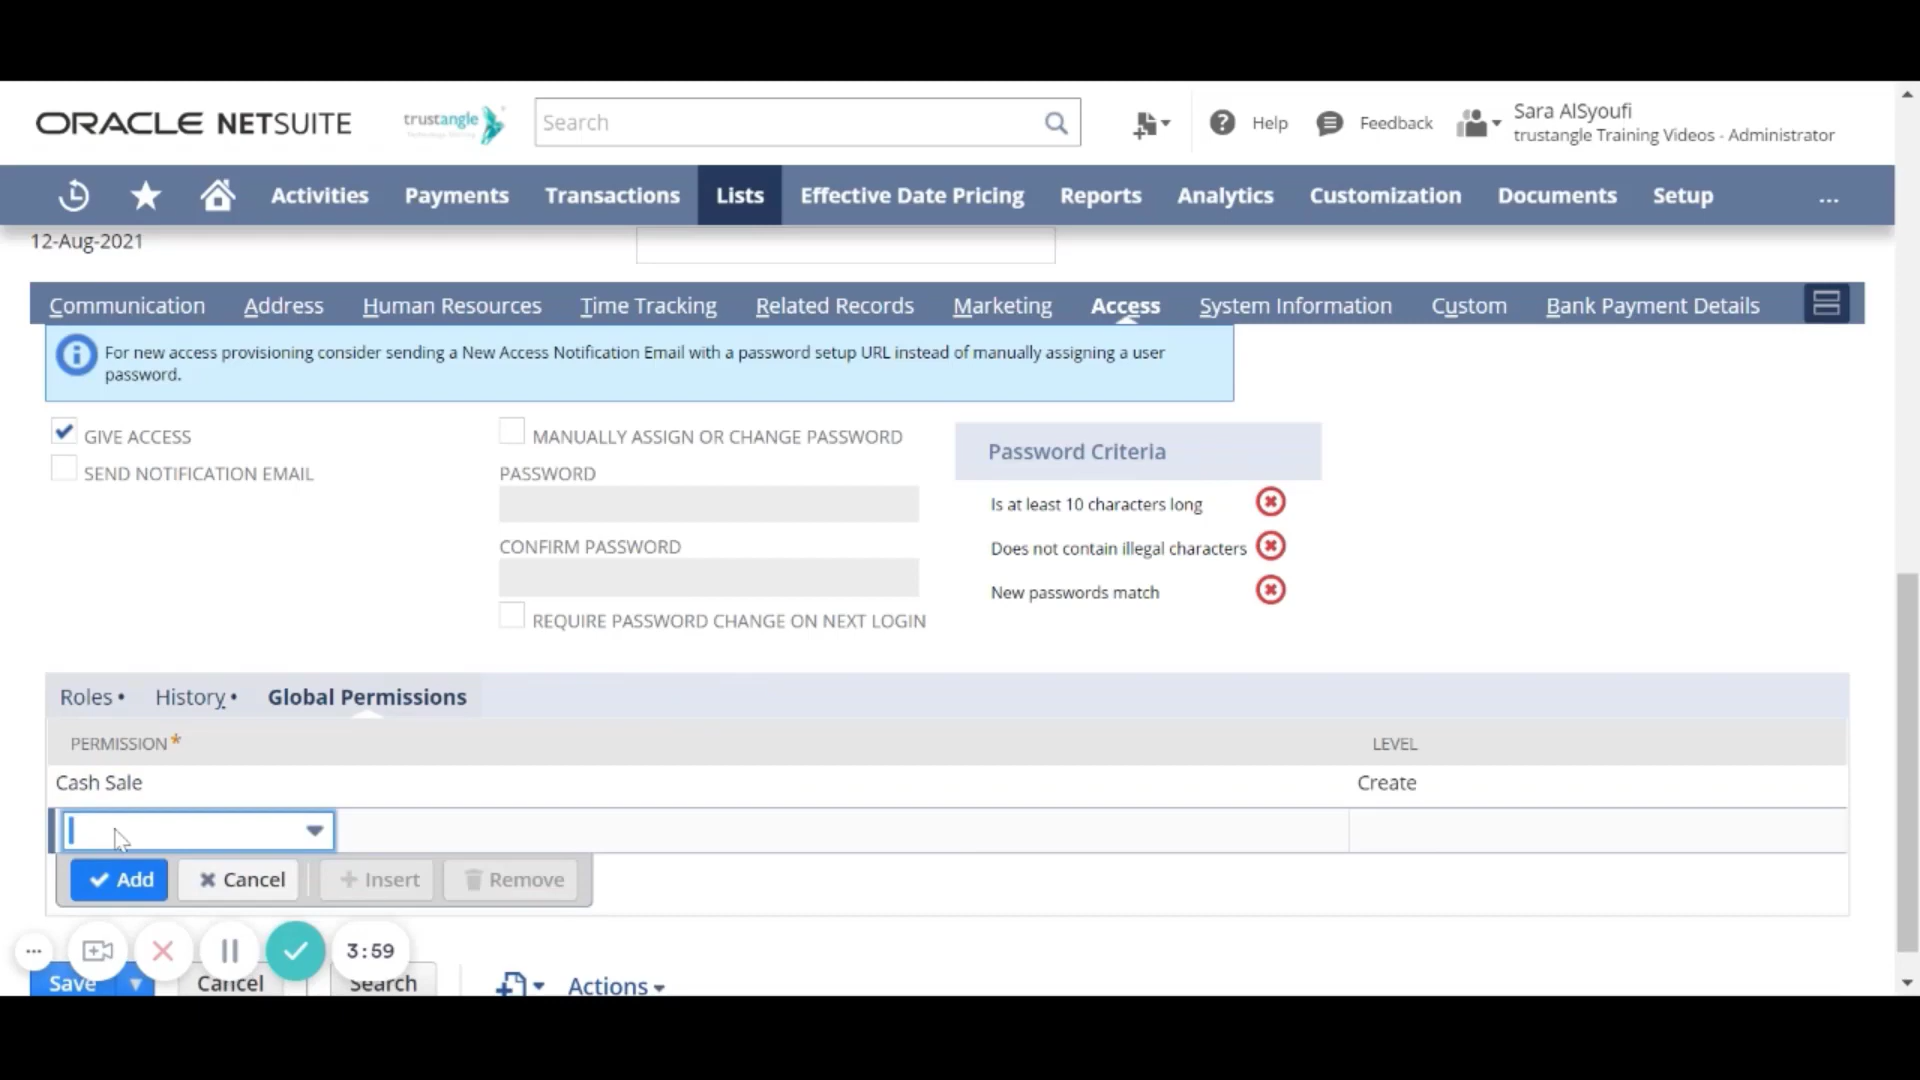 ORACLE NETSUITE
trustangle
Search
Help
Feedback
Sara AlSyoufi
trustangle Training Videos - Administrator
Activities
Payments
Transactions
Lists
Effective Date Pricing
Reports
Analytics
Customization
Documents
Setup
...
12-Aug-2021
Communication
Address
Human Resources
Time Tracking
Related Records
Marketing
Access
System Information
Custom
Bank Payment Details
For new access provisioning consider sending a New Access Notification Email with a password setup URL instead of manually assigning a user
password.
GIVE ACCESS
SEND NOTIFICATION EMAIL
MANUALLY ASSIGN OR CHANGE PASSWORD
PASSWORD
CONFIRM PASSWORD
REQUIRE PASSWORD CHANGE ON NEXT LOGIN
Password Criteria
Is at least 10 characters long
Does not contain illegal characters
New passwords match
Roles •
History •
Global Permissions
PERMISSION *
LEVEL
Cash Sale
Create
Add
Cancel
Insert
Remove
3:59
Save
Cancel
Search
Actions